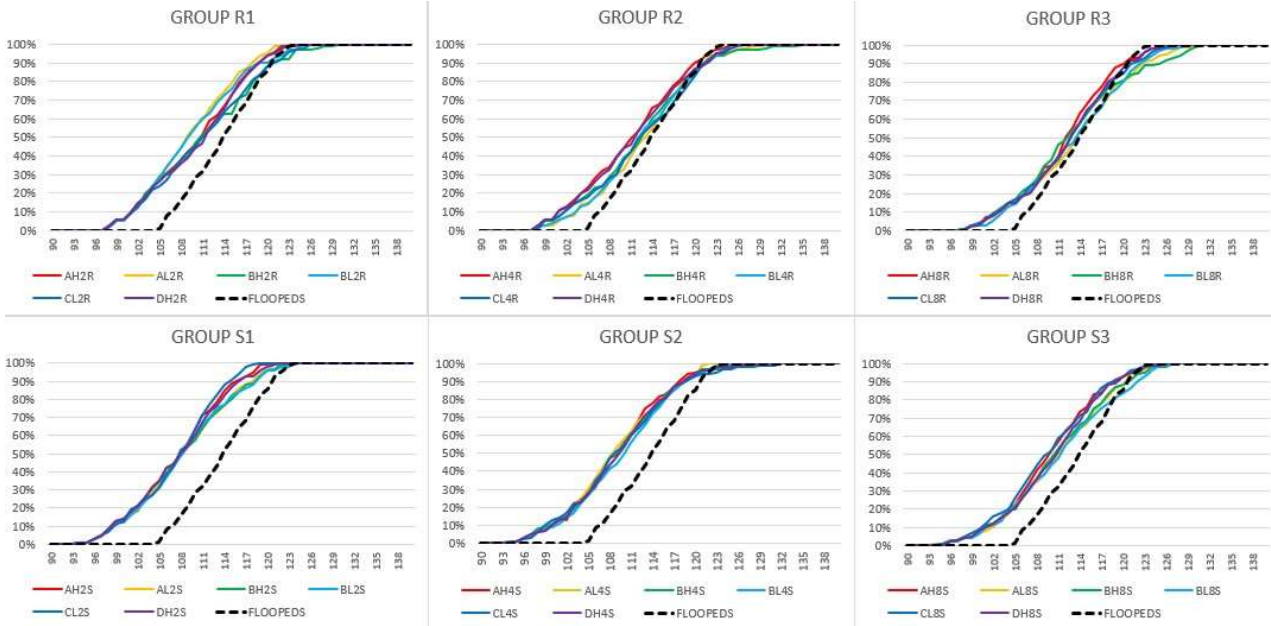 GROUP R1
100%
90%
80%
70%
60%
50%
40%
30%
20%
10%
0%
90 93 96 99 102 105 108 111 114 117 120 123 126 129 132 135 138
AH2R AL2R BH2R BL2R
CL2R DH2R FLOOPEDS
GROUP R2
100%
90%
80%
70%
60%
50%
40%
30%
20%
10%
0%
90 93 96 99 102 105 108 111 114 117 120 123 126 129 132 135 138
AH4R AL4R BH4R BL4R
CL4R DH4R FLOOPEDS
GROUP R3
100%
90%
80%
70%
60%
50%
40%
30%
20%
10%
0%
90 93 96 99 102 105 108 111 114 117 120 123 126 129 132 135 138
AH8R AL8R BH8R BL8R
CL8R DH8R FLOOPEDS
GROUP S1
100%
90%
80%
70%
60%
50%
40%
30%
20%
10%
0%
90 93 96 99 102 105 108 111 114 117 120 123 126 129 132 135 138
AH2S AL2S BH2S BL2S
CL2S DH2S FLOOPEDS
GROUP S2
100%
90%
80%
70%
60%
50%
40%
30%
20%
10%
0%
90 93 96 99 102 105 108 111 114 117 120 123 126 129 132 135 138
AH4S AL4S BH4S BL4S
CL4S DH4S FLOOPEDS
GROUP S3
100%
90%
80%
70%
60%
50%
40%
30%
20%
10%
0%
90 93 96 99 102 105 108 111 114 117 120 123 126 129 132 135 138
AH8S AL8S BH8S BL8S
CL8S DH8S FLOOPEDS